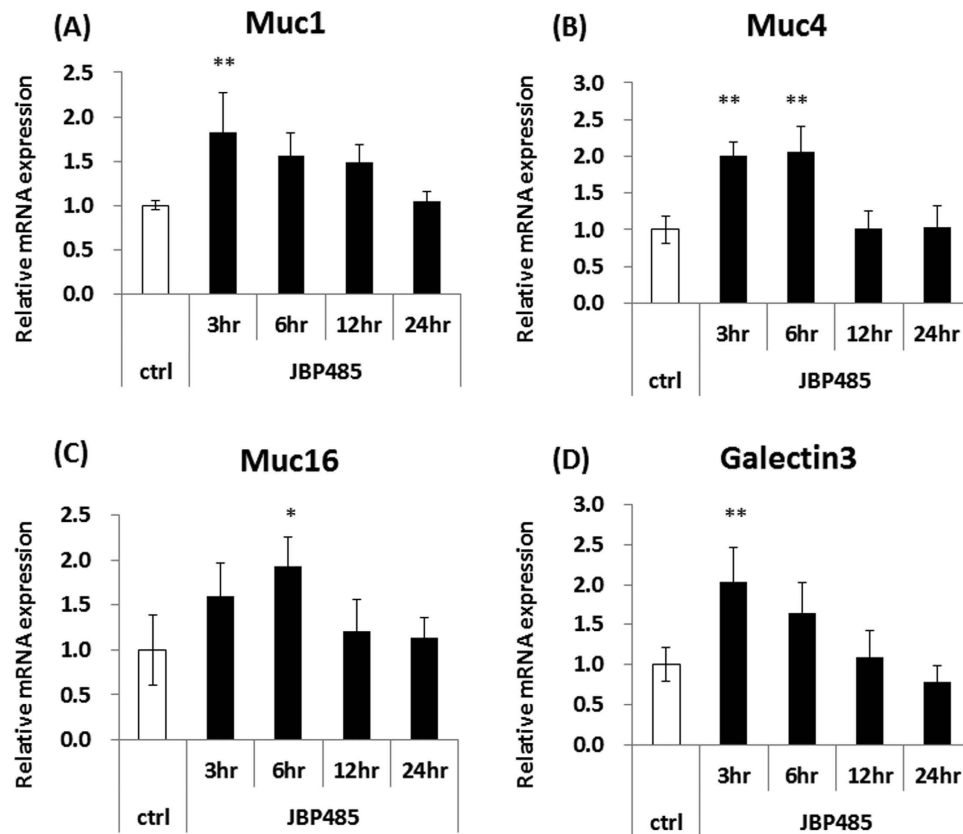 (A)
Muc1
**
2.5
2.0
1.5
1.0
0.5
0.0
Relative mRNA expression
3hr 6hr 12hr 24hr
ctrl JBP485
(B)
Muc4
** **
3.0
2.5
2.0
1.5
1.0
0.5
0.0
Relative mRNA expression
3hr 6hr 12hr 24hr
ctrl JBP485
(C)
Muc16
*
2.5
2.0
1.5
1.0
0.5
0.0
Relative mRNA expression
3hr 6hr 12hr 24hr
ctrl JBP485
(D)
Galectin3
**
3.0
2.5
2.0
1.5
1.0
0.5
0.0
Relative mRNA expression
3hr 6hr 12hr 24hr
ctrl JBP485